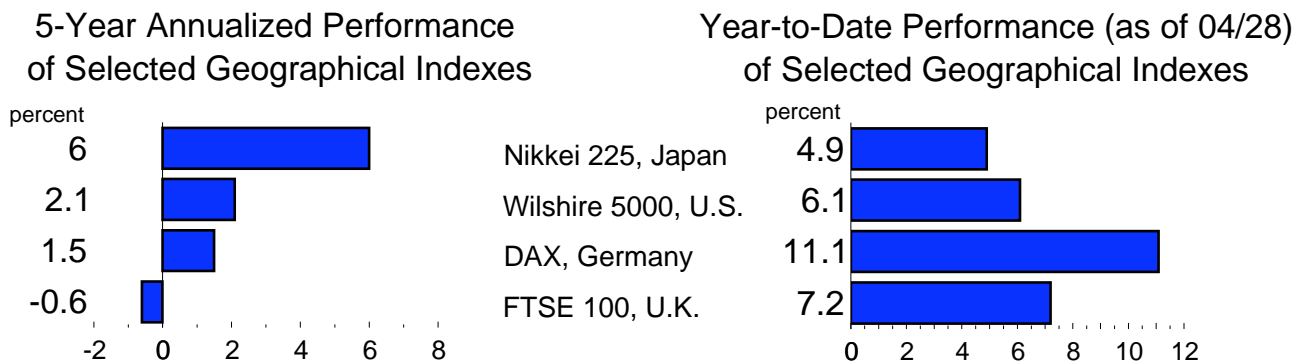 5-Year Annualized Performance
of Selected Geographical Indexes
percent
6
2.1
1.5
-0.6
-2 0 2 4 6 8
Nikkei 225, Japan
Wilshire 5000, U.S.
DAX, Germany
FTSE 100, U.K.
Year-to-Date Performance (as of 04/28)
of Selected Geographical Indexes
percent
4.9
6.1
11.1
7.2
0 2 4 6 8 10 12